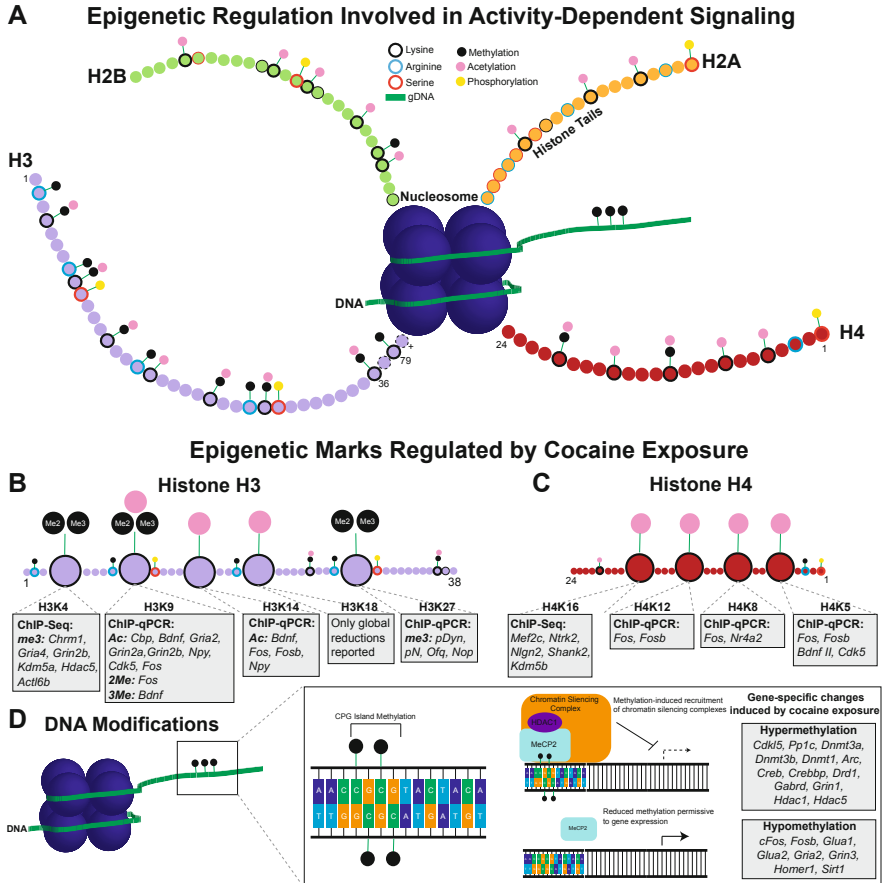 A
Epigenetic Regulation Involved in Activity-Dependent Signaling
H2B
Lysine
Arginine
Serine
gDNA
Methylation
Acetylation
Phosphorylation
H2A
Histone Tails
H3
1
Nucleosome
DNA
+
79
36
24
H4
1
Epigenetic Marks Regulated by Cocaine Exposure
B
Histone H3
Me2 Me3
Me2 Me3
Me2 Me3
1
38
H3K4
ChIP-Seq:
me3: Chrm1,
Gria4, Grin2b,
Kdm5a, Hdac5,
Actl6b
H3K9
ChIP-qPCR:
Ac: Cbp, Bdnf, Gria2,
Grin2a,Grin2b, Npy,
Cdk5, Fos
2Me: Fos
3Me: Bdnf
H3K14
ChIP-qPCR:
Ac: Bdnf,
Fos, Fosb,
Npy
H3K18
Only global
reductions
reported
H3K27
ChIP-qPCR:
me3: pDyn,
pN, Ofq, Nop
C
Histone H4
24
1
H4K16
ChIP-Seq:
Mef2c, Ntrk2,
Nlgn2, Shank2,
Kdm5b
H4K12
ChIP-qPCR:
Fos, Fosb
H4K8
ChIP-qPCR:
Fos, Nr4a2
H4K5
ChIP-qPCR:
Fos, Fosb
Bdnf II, Cdk5
D
DNA Modifications
DNA
CPG Island Methylation
A A C C G C G T A C T A C A
T T G G C G C A T G A T G T
Chromatin Silencing
Complex
HDAC1
MeCP2
Methylation-induced recruitment
of chromatin silencing complexes
Reduced methylation permissive
to gene expression
MeCP2
Gene-specific changes
induced by cocaine exposure
Hypermethylation
Cdkl5, Pp1c, Dnmt3a,
Dnmt3b, Dnmt1, Arc,
Creb, Crebbp, Drd1,
Gabrd, Grin1,
Hdac1, Hdac5
Hypomethylation
cFos, Fosb, Glua1,
Glua2, Gria2, Grin3,
Homer1, Sirt1